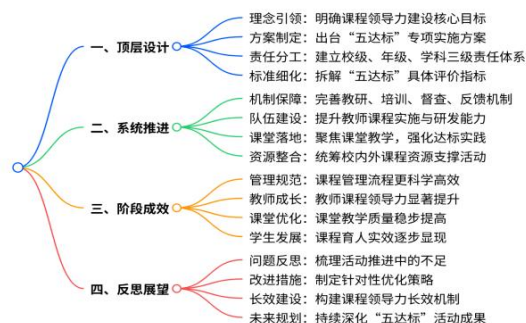 一、顶层设计
理念引领：明确课程领导力建设核心目标
方案制定：出台“五达标”专项实施方案
责任分工：建立校级、年级、学科三级责任体系
标准细化：拆解“五达标”具体评价指标
二、系统推进
机制保障：完善教研、培训、督查、反馈机制
队伍建设：提升教师课程实施与研发能力
课堂落地：聚焦课堂教学，强化达标实践
资源整合：统筹校内外课程资源支撑活动
三、阶段成效
管理规范：课程管理流程更科学高效
教师成长：教师课程领导力显著提升
课堂优化：课堂教学质量稳步提高
学生发展：课程育人实效逐步显现
四、反思展望
问题反思：梳理活动推进中的不足
改进措施：制定针对性优化策略
长效建设：构建课程领导力长效机制
未来规划：持续深化“五达标”活动成果